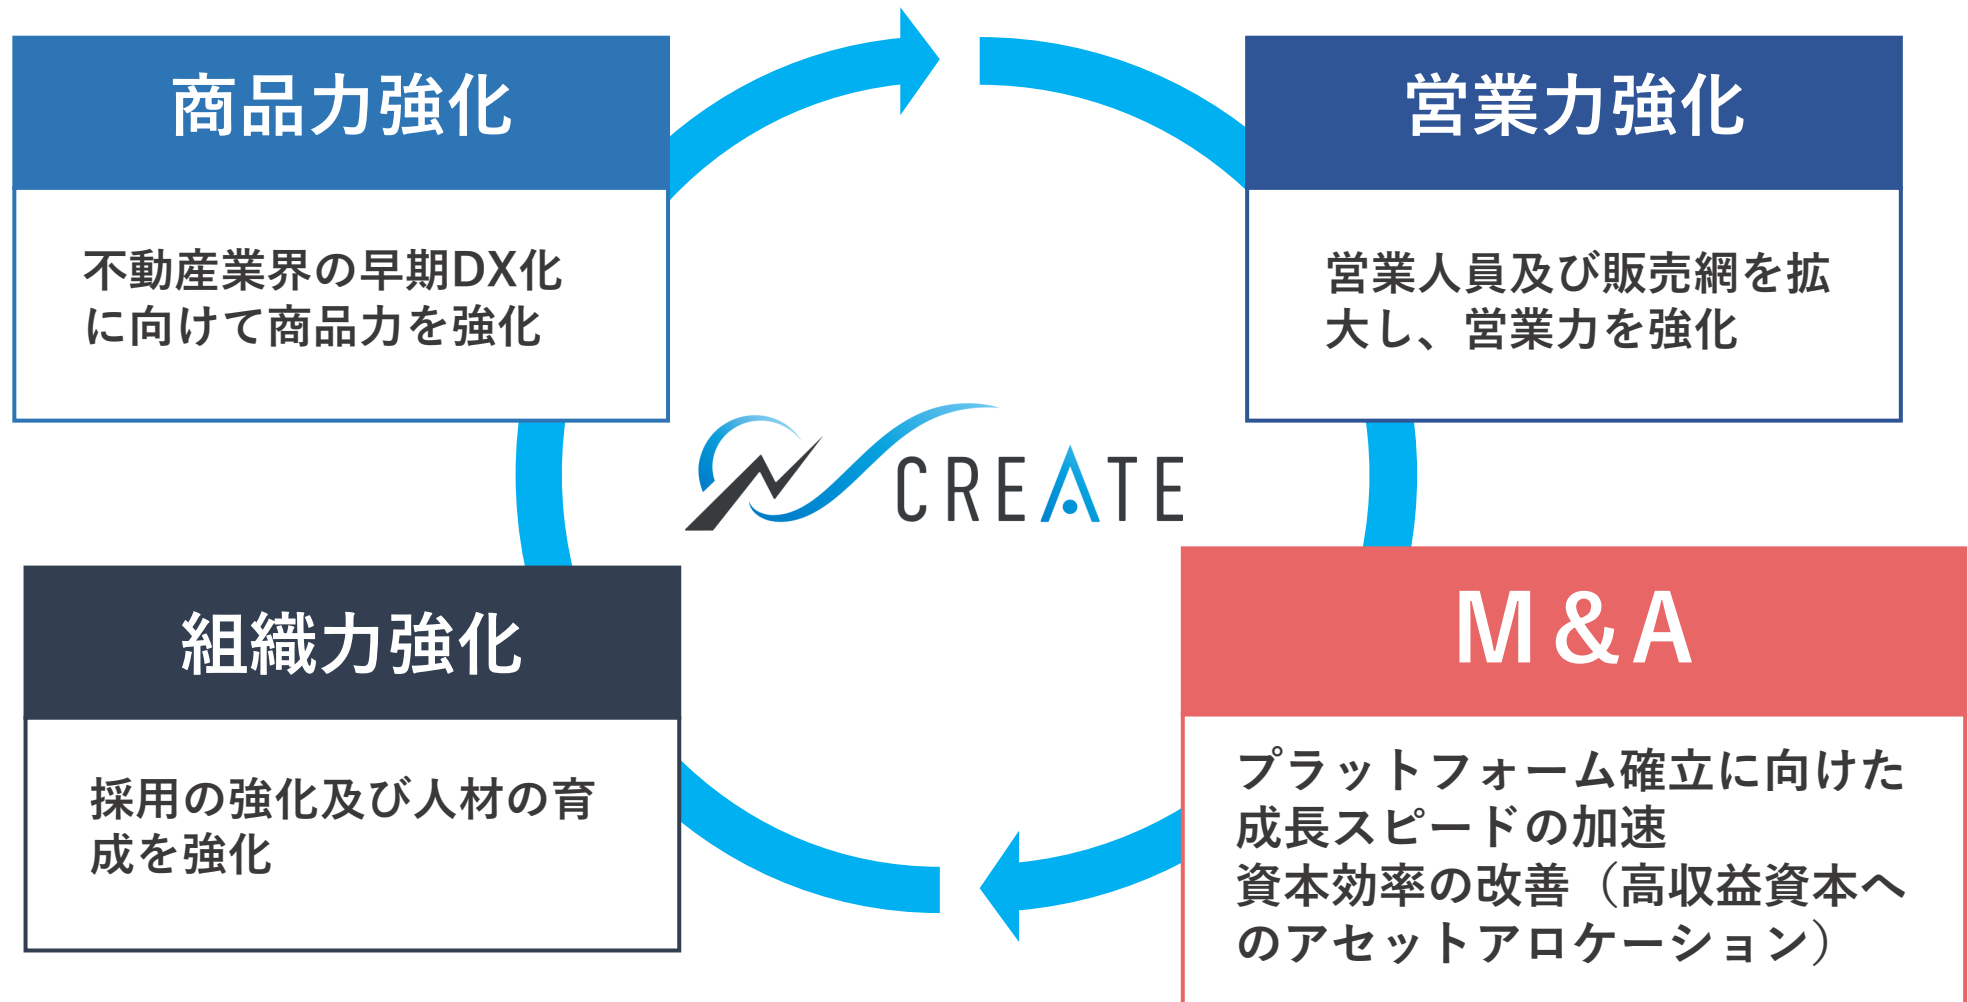 商品力強化
不動産業界の早期DX化
に向けて商品力を強化
営業力強化
営業人員及び販売網を拡
大し、営業力を強化
CREATE
組織力強化
採用の強化及び人材の育
成を強化
M&A
プラットフォーム確立に向けた
成長スピードの加速
資本効率の改善（高収益資本へ
のアセットアロケーション）